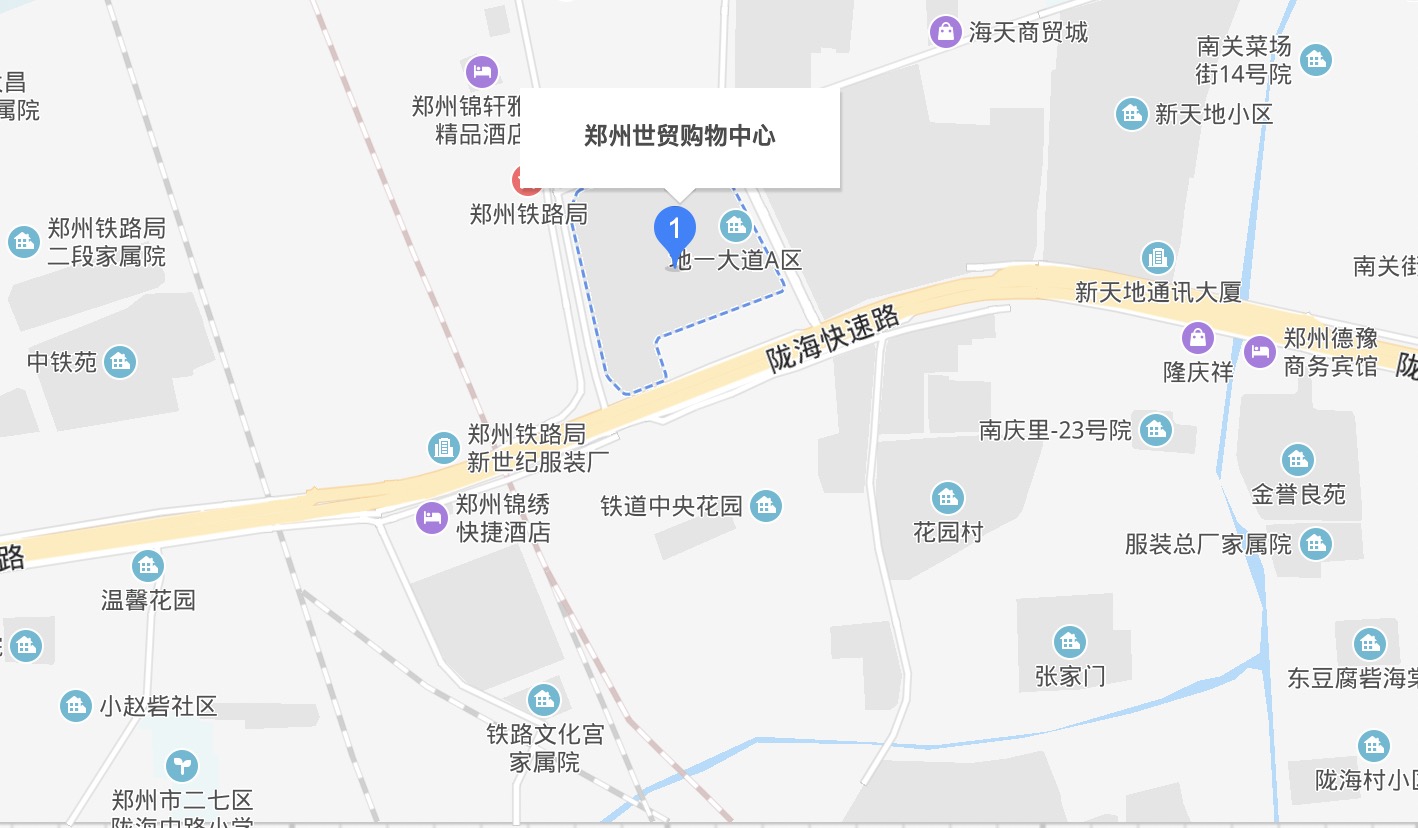 海天商贸城
南关菜场
街14号院
昌
属院
郑州锦轩雅
精品酒店
新天地小区
郑州世贸购物中心
1
郑州铁路局
郑州铁路局
二段家属院
地一大道A区
南关街
新天地通讯大厦
陇海快速路
郑州德豫
商务宾馆
陇
中铁苑
隆庆祥
南庆里-23号院
郑州铁路局
新世纪服装厂
金誉良苑
郑州锦绣
快捷酒店
铁道中央花园
花园村
服装总厂家属院
路
温馨花园
张家门
东豆腐砦海棠
小赵砦社区
铁路文化宫
家属院
陇海村小区
郑州市二七区
陇海中路小学